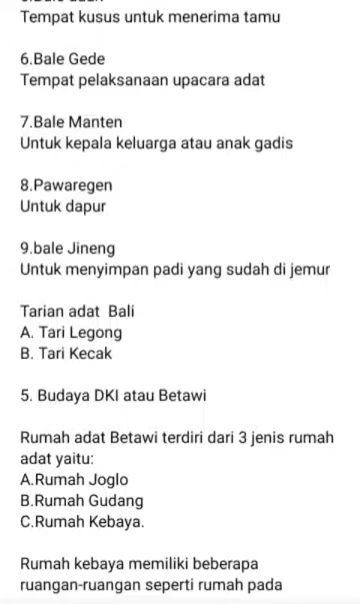 Tempat kusus untuk menerima tamu
6.Bale Gede
Tempat pelaksanaan upacara adat
7.Bale Manten
Untuk kepala keluarga atau anak gadis
8.Pawaregen
Untuk dapur
9.bale Jineng
Untuk menyimpan padi yang sudah di jemur
Tarian adat Bali
A. Tari Legong
B. Tari Kecak
5. Budaya DKI atau Betawi
Rumah adat Betawi terdiri dari 3 jenis rumah
adat yaitu:
A.Rumah Joglo
B.Rumah Gudang
C.Rumah Kebaya.
Rumah kebaya memiliki beberapa
ruangan-ruangan seperti rumah pada